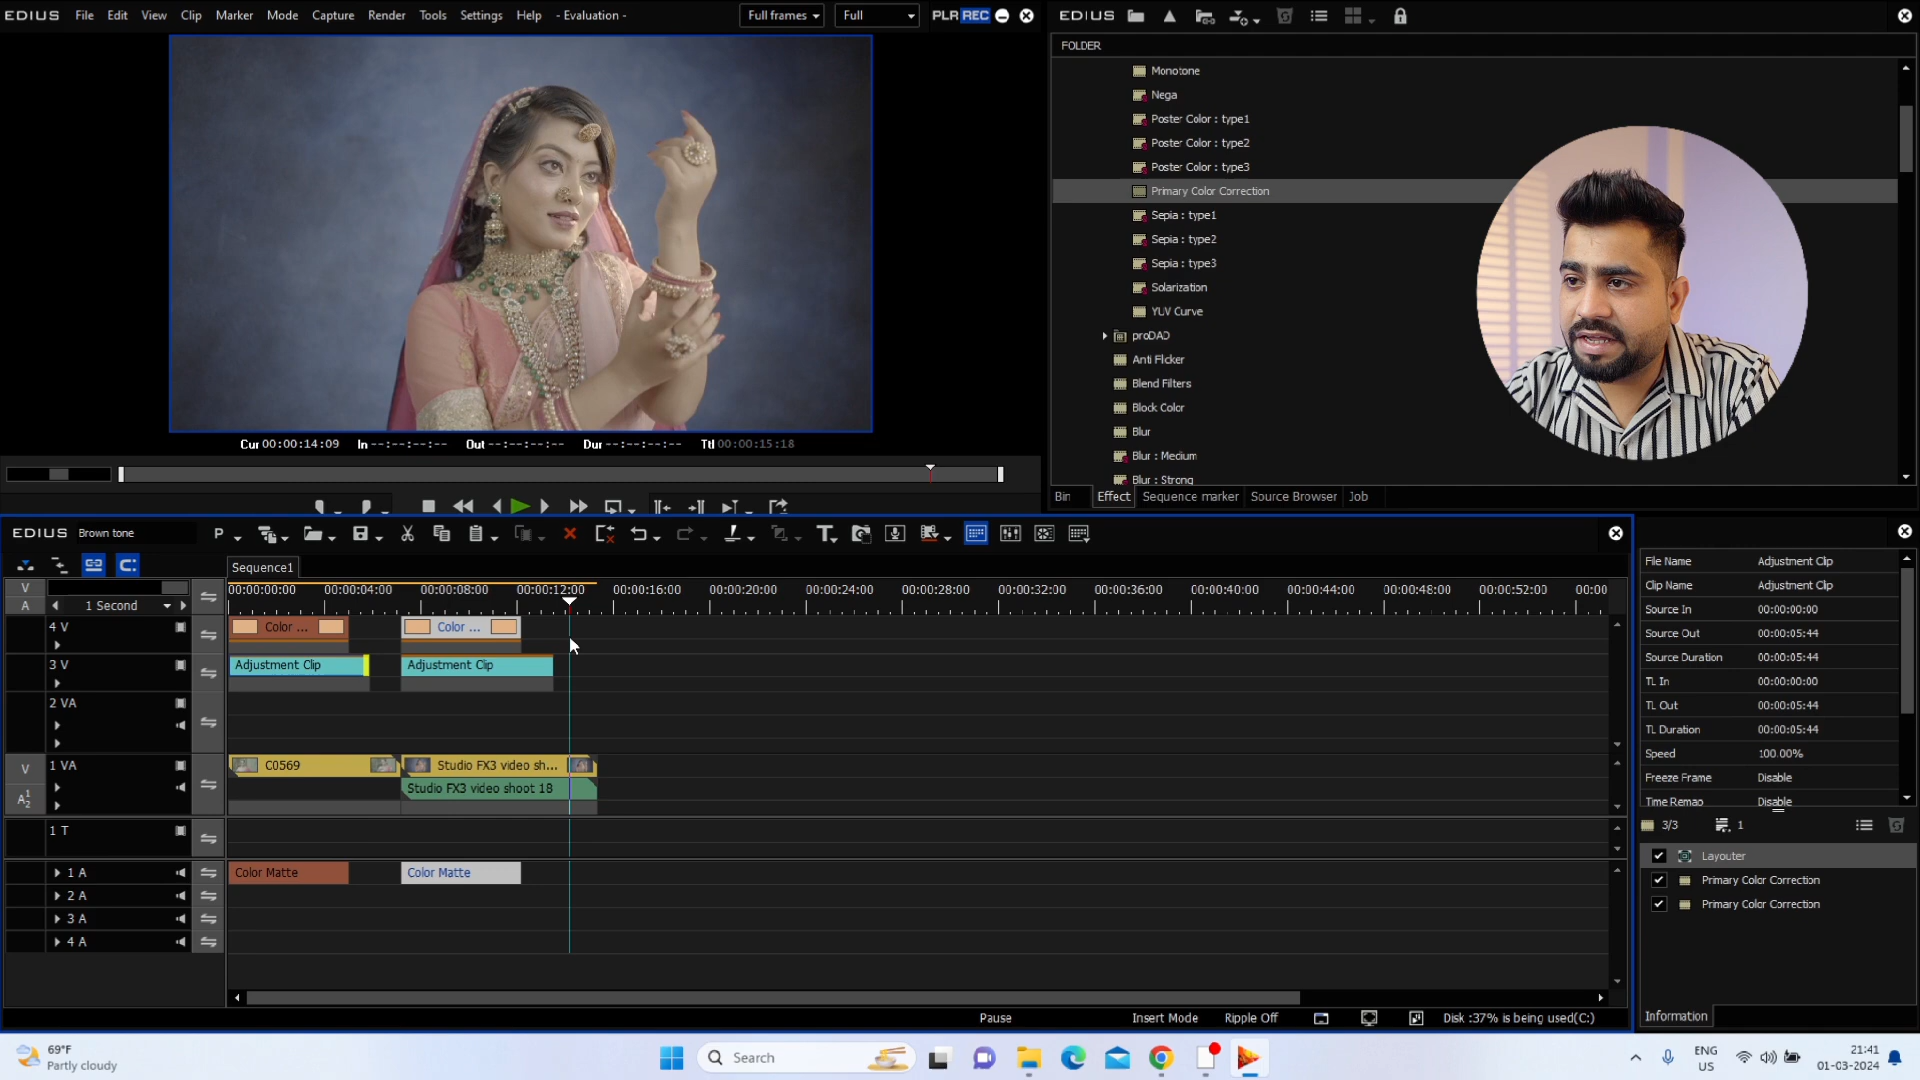 EDIUS File Edit View Clip Marker Mode Capture Render Tools Settings Help - Evaluation - Full frames Full PLR REC
EDIUS
FOLDER
Monotone
Nega
Poster Color : type1
Poster Color : type2
Poster Color : type3
Primary Color Correction
Sepia : type1
Sepia : type2
Sepia : type3
Solarization
YUV Curve
proDAD
Anti Flicker
Blend Filters
Block Color
Blur
Blur : Medium
Blur : Strong
Cur 00:00:14:09 In --:--:--:-- Out --:--:--:-- Dur --:--:--:-- Ttl 00:00:15:18
Bin Effect Sequence marker Source Browser Job
EDIUS Brown tone P
Sequence1
V
A 1 Second
00:00:00:00 00:00:04:00 00:00:08:00 00:00:12:00 00:00:16:00 00:00:20:00 00:00:24:00 00:00:28:00 00:00:32:00 00:00:36:00 00:00:40:00 00:00:44:00 00:00:48:00 00:00:52:00 00:00
4 V Color ... Color ...
3 V Adjustment Clip Adjustment Clip
2 VA
V 1 VA C0569 Studio FX3 video sh...
A 1 2 Studio FX3 video shoot 18
1 T
1 A Color Matte Color Matte
2 A
3 A
4 A
Pause Insert Mode Ripple Off Disk :37% is being used(C:)
File Name Adjustment Clip
Clip Name Adjustment Clip
Source In 00:00:00:00
Source Out 00:00:05:44
Source Duration 00:00:05:44
TL In 00:00:00:00
TL Out 00:00:05:44
TL Duration 00:00:05:44
Speed 100.00%
Freeze Frame Disable
Time Remap Disable
3/3 1
Layouter
Primary Color Correction
Primary Color Correction
Information
69°F
Partly cloudy
Search
ENG
US
21:41
01-03-2024